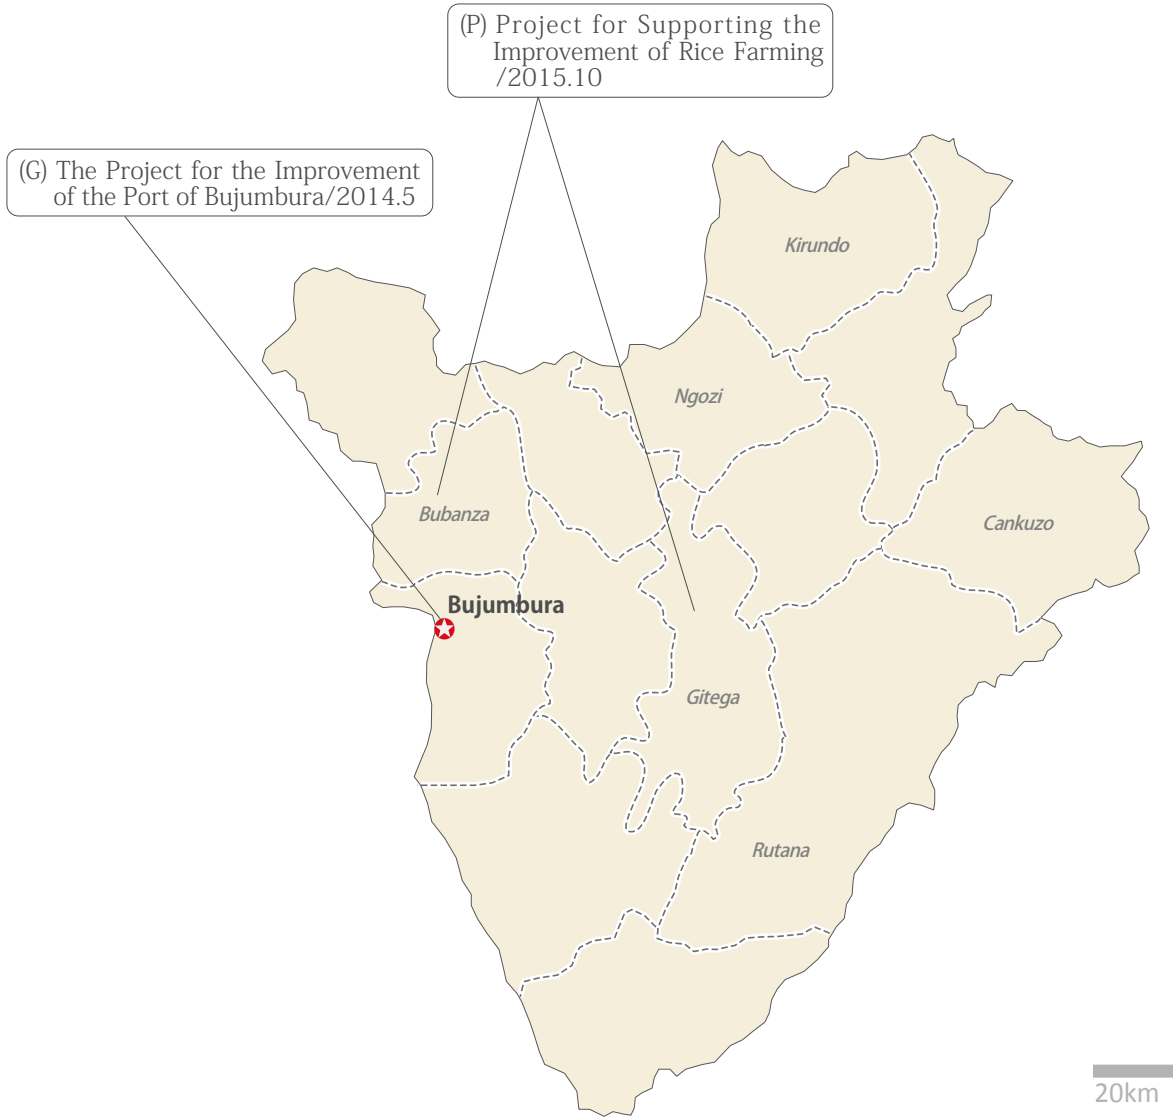 (P) Project for Supporting the
Improvement of Rice Farming
/2015.10
(G) The Project for the Improvement
of the Port of Bujumbura/2014.5
Kirundo
Ngozi
Bubanza
Cankuzo
Bujumbura
Gitega
Rutana
20km